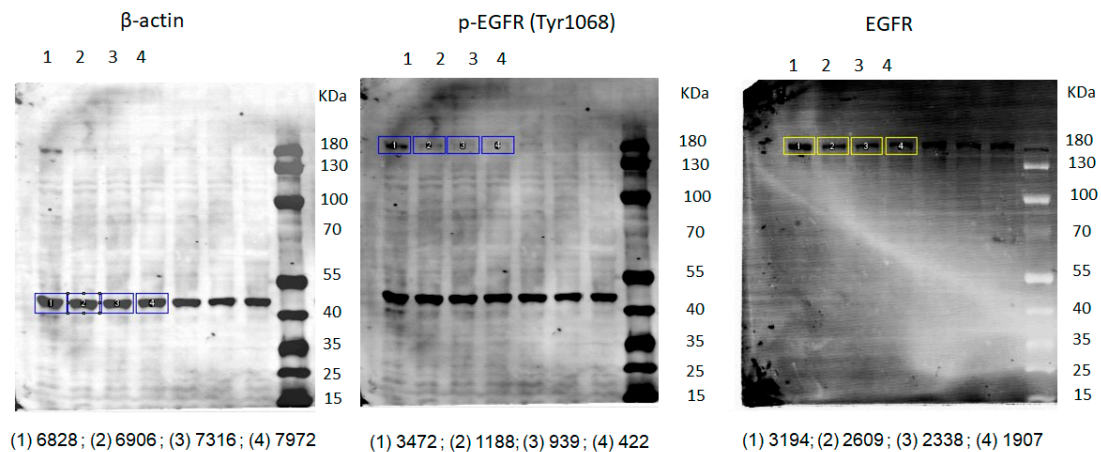 β-actin
1 2 3 4
KDa
180
130
100
70
55
40
35
25
15
1 2 3 4
(1) 6828 ; (2) 6906 ; (3) 7316 ; (4) 7972
p-EGFR (Tyr1068)
1 2 3 4
KDa
180
130
100
70
55
40
35
25
15
1 2 3 4
(1) 3472 ; (2) 1188; (3) 939 ; (4) 422
EGFR
1 2 3 4
KDa
180
130
100
70
55
40
35
25
15
1 2 3 4
(1) 3194; (2) 2609 ; (3) 2338 ; (4) 1907